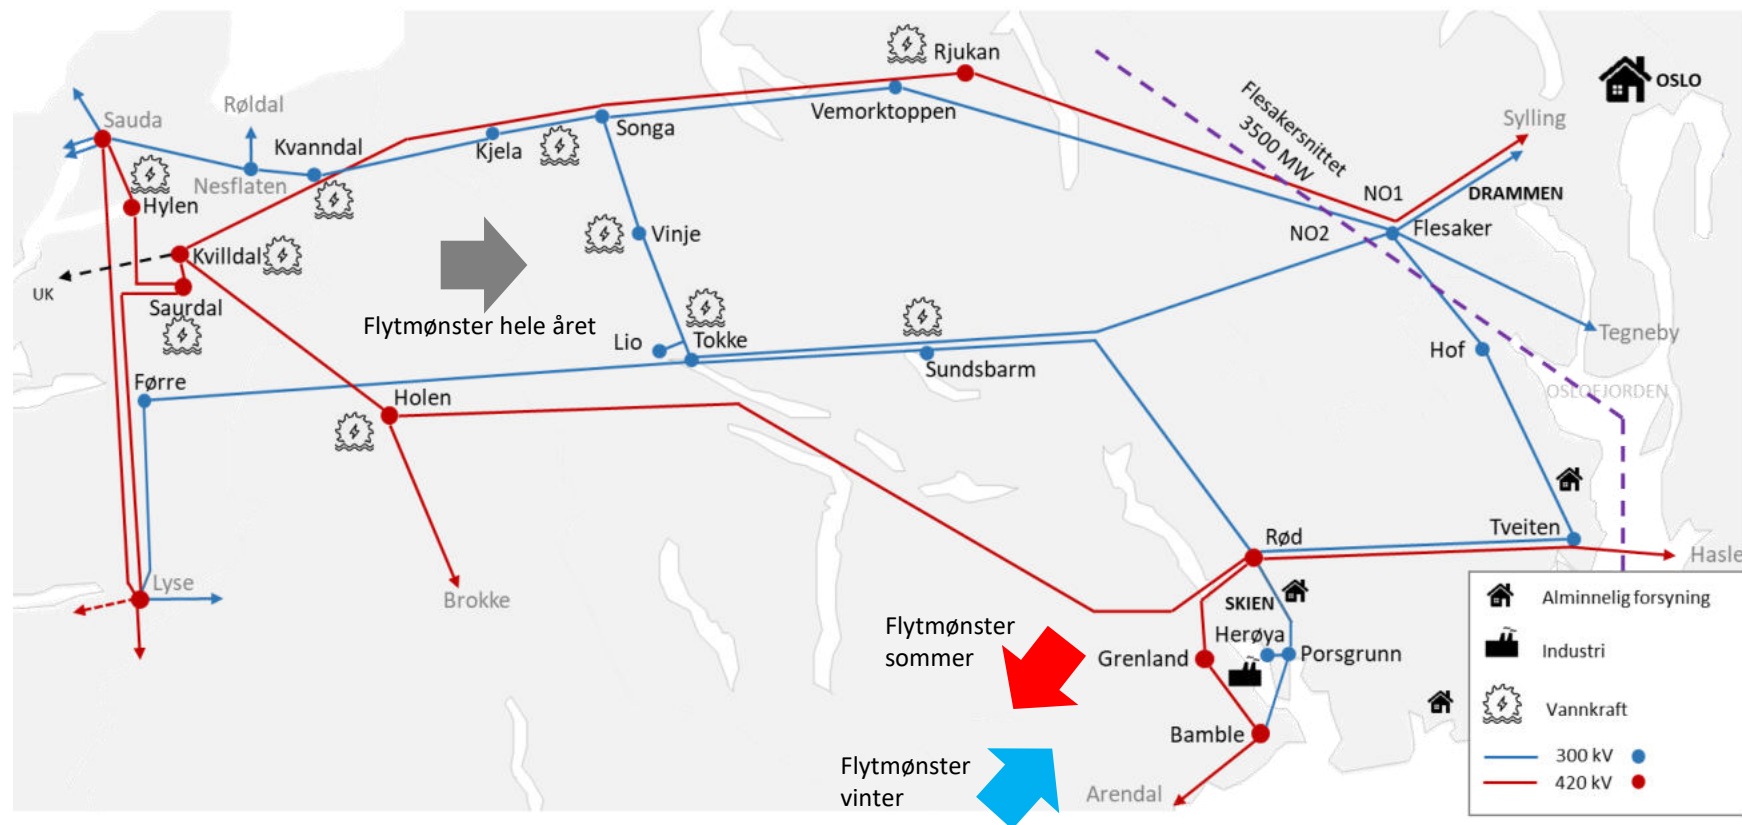 Rjukan
OSLO
Sauda
Røldal
Vemorktoppen
Flesakersnittet
3500 MW
Sylling
Songa
Kvanndal
Kjela
Nesflaten
NO1
DRAMMEN
Hylen
Vinje
NO2
Flesaker
Kvilldal
UK
Saurdal
Flytmønster hele året
Lio
Tokke
Tegneby
Hof
Sundsbarm
Førre
Holen
OSLOFJORDEN
Tveiten
Rød
Hasle
Lyse
Brokke
SKIEN
Flytmønster
sommer
Herøya
Grenland
Porsgrunn
Bamble
Flytmønster
vinter
Arendal
Alminnelig forsyning
Industri
Vannkraft
300 kV
420 kV